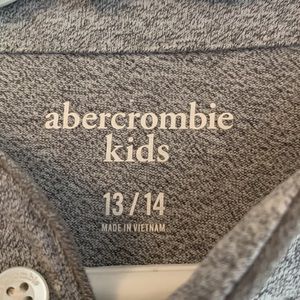 abercrombie
kids
13 / 14
MADE IN VIETNAM